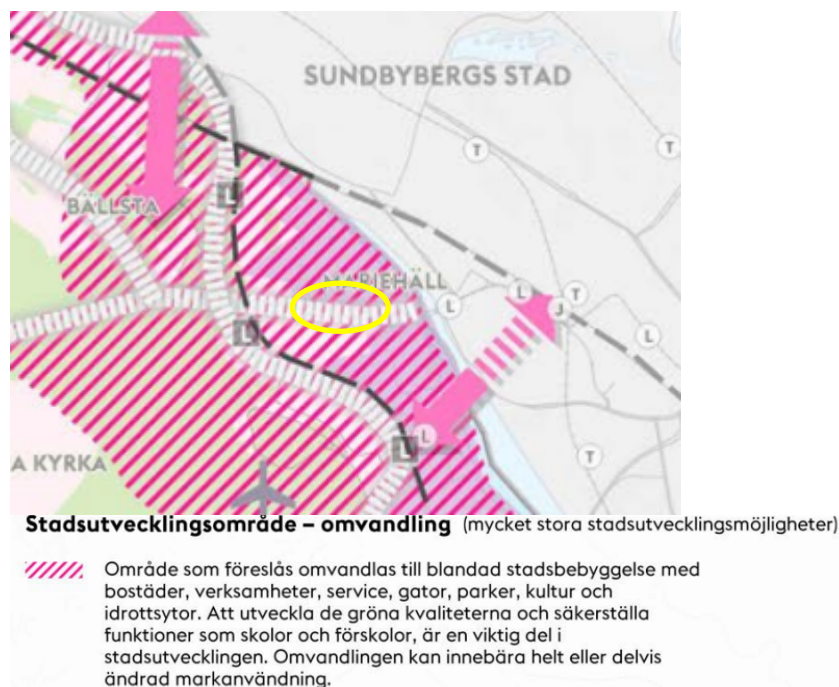 SUNDBYBERGS STAD
T
T
BÄLLSTA
L
MARIEHÄLL
L
L
T
J
L
L
L
L
T
A KYRKA
Stadsutvecklingsområde – omvandling (mycket stora stadsutvecklingsmöjligheter)
Område som föreslås omvandlas till blandad stadsbebyggelse med
bostäder, verksamheter, service, gator, parker, kultur och
idrottsytor. Att utveckla de gröna kvaliteterna och säkerställa
funktioner som skolor och förskolor, är en viktig del i
stadsutvecklingen. Omvandlingen kan innebära helt eller delvis
ändrad markanvändning.